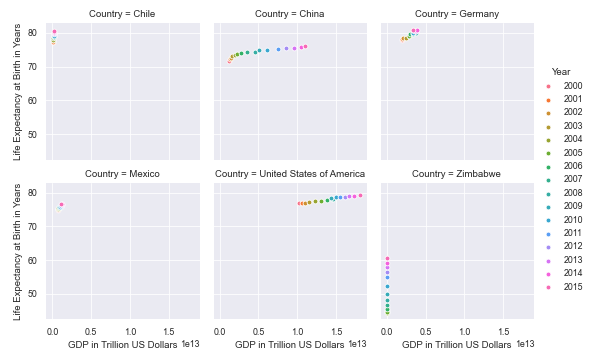 Country = Chile
Country = China
Country = Germany
Life Expectancy at Birth in Years
80
70
60
50
Year
2000
2001
2002
2003
2004
2005
2006
2007
2008
2009
2010
2011
2012
2013
2014
2015
Country = Mexico
Country = United States of America
Country = Zimbabwe
Life Expectancy at Birth in Years
80
70
60
50
0.0 0.5 1.0 1.5
0.0 0.5 1.0 1.5
0.0 0.5 1.0 1.5
GDP in Trillion US Dollars 1e13
GDP in Trillion US Dollars 1e13
GDP in Trillion US Dollars 1e13